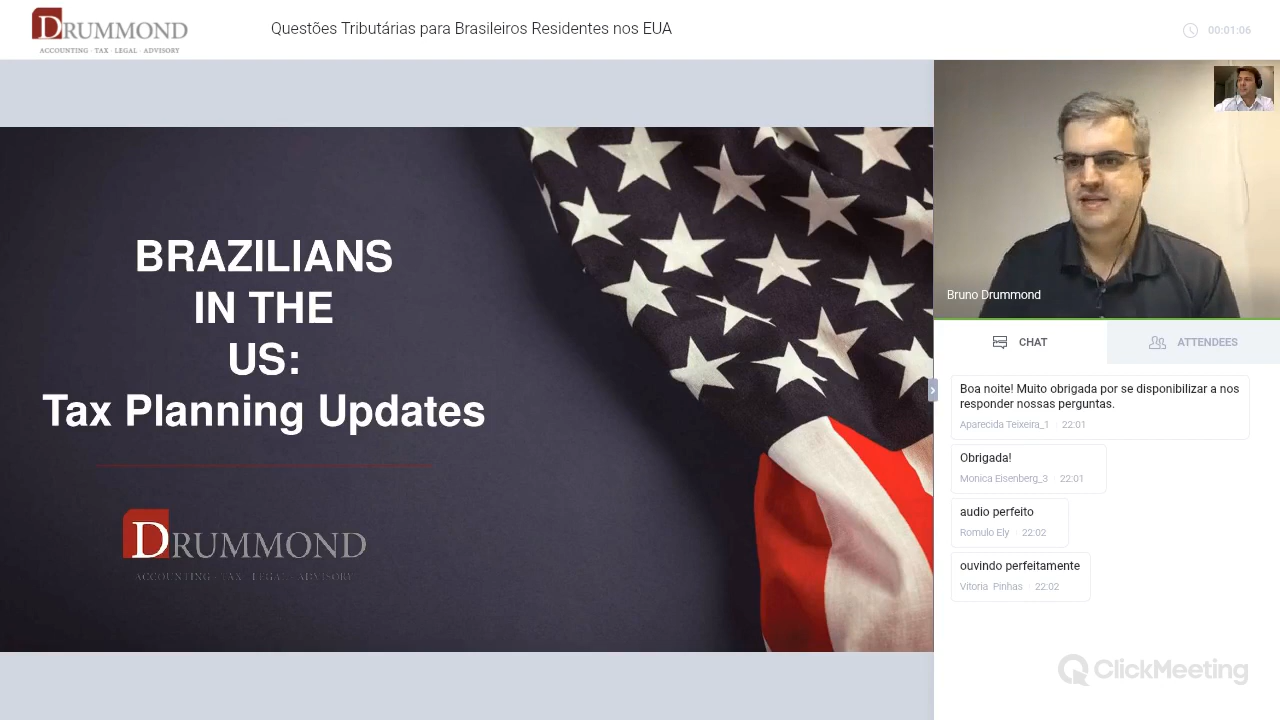 DRUMMOND
ACCOUNTING · TAX · LEGAL · ADVISORY
Questões Tributárias para Brasileiros Residentes nos EUA
00:01:06
BRAZILIANS
IN THE
US:
Tax Planning Updates
DRUMMOND
ACCOUNTING · TAX · LEGAL · ADVISORY
Bruno Drummond
CHAT
ATTENDEES
Boa noite! Muito obrigada por se disponibilizar a nos
responder nossas perguntas.
Aparecida Teixeira_1 · 22:01
Obrigada!
Monica Eisenberg_3 · 22:01
audio perfeito
Romulo Ely · 22:02
ouvindo perfeitamente
Vitoria Pinhas · 22:02
ClickMeeting